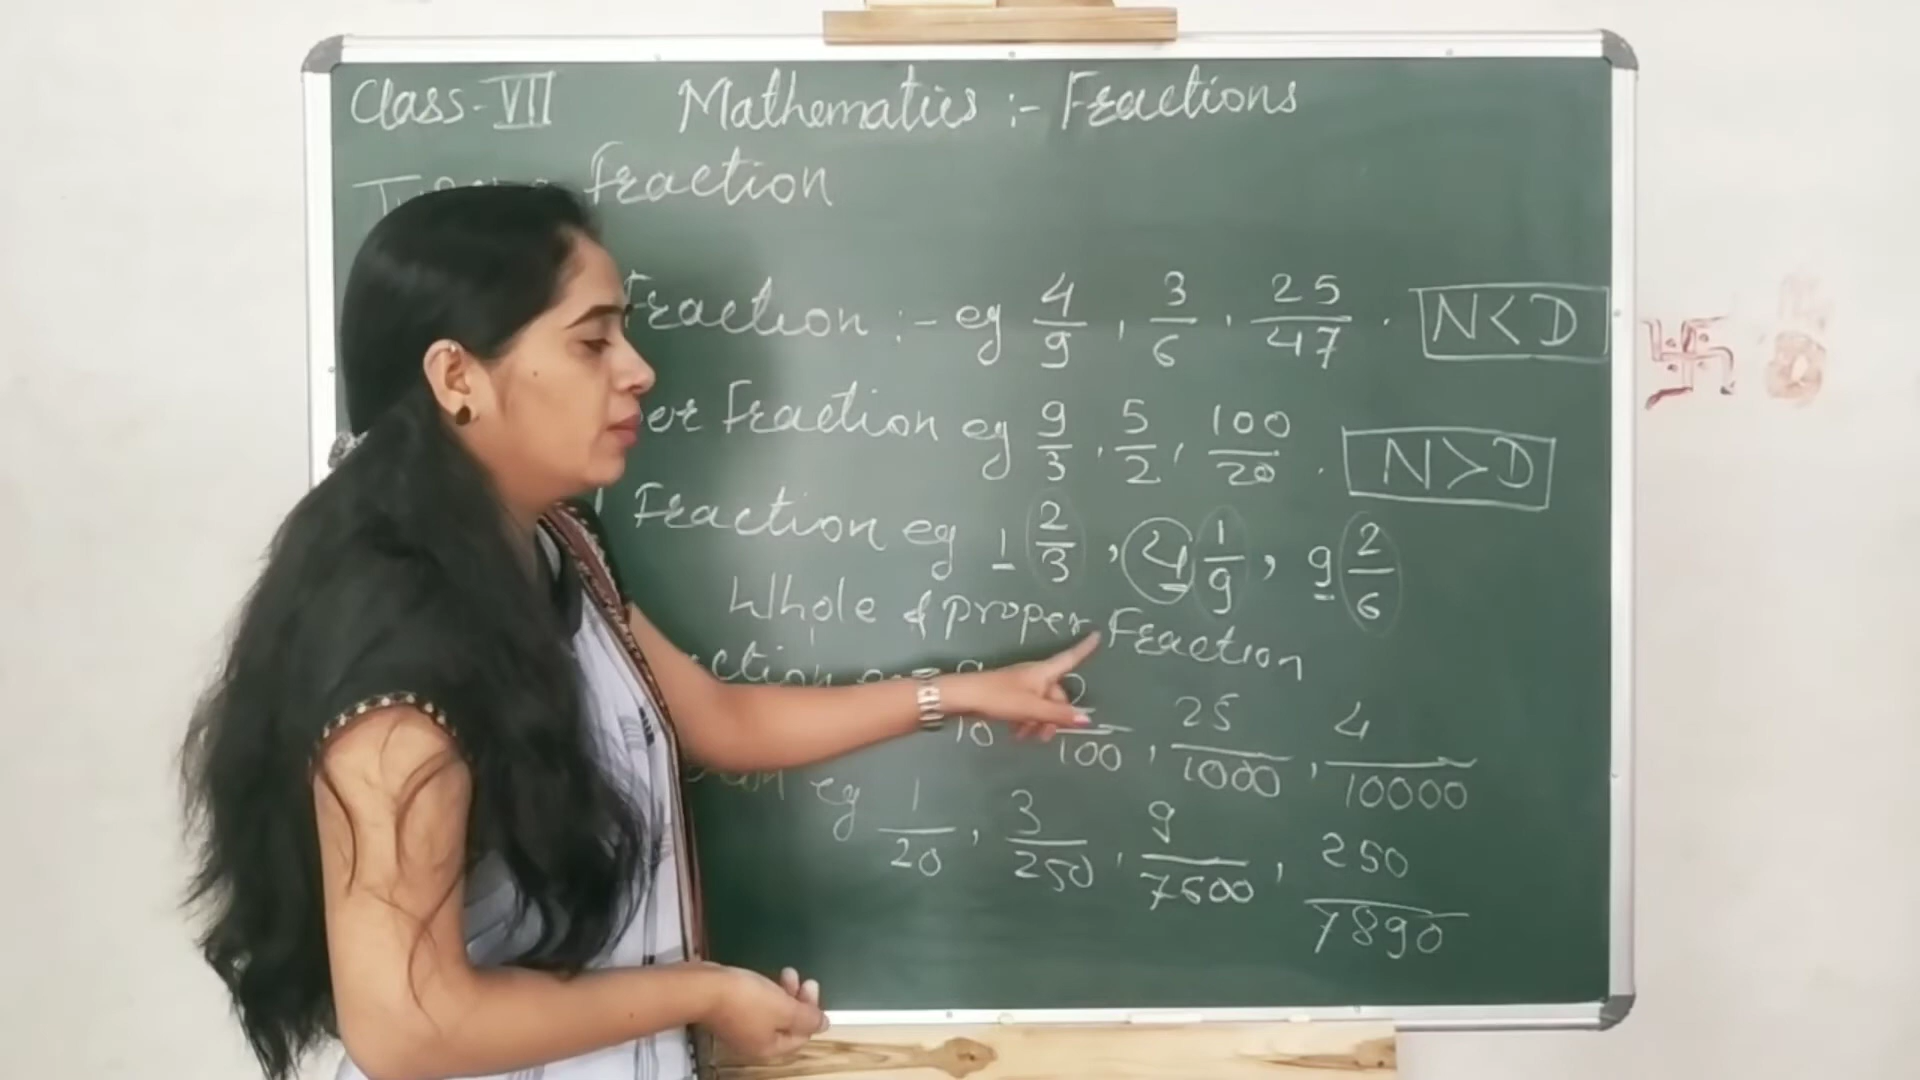 Class-VII Mathematics :- Fractions
Fraction
Fraction :- eg 4/9 , 3/6 , 25/47 . N<D
Fraction eg 9/3 , 5/2 , 100/20 . N>D
Fraction eg 1 2/3 , 4 1/9 , 9 2/6
Whole & proper Fraction
10 2/100 , 25/1000 , 4/10000
eg 1/20 , 3/250 , 9/7500 , 250/7890